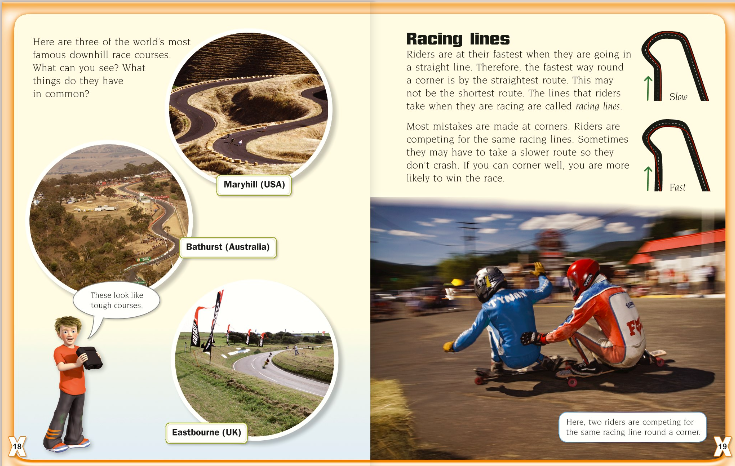 Here are three of the world's most
famous downhill race courses.
What can you see? What
things do they have
in common?
Maryhill (USA)
Bathurst (Australia)
These look like
tough courses.
Eastbourne (UK)
18
Racing lines
Riders are at their fastest when they are going in
a straight line. Therefore, the fastest way round
a corner is by the straightest route. This may
not be the shortest route. The lines that riders
take when they are racing are called racing lines.
Slow
Most mistakes are made at corners. Riders are
competing for the same racing lines. Sometimes
they may have to take a slower route so they
don't crash. If you can corner well, you are more
likely to win the race.
Fast
Here, two riders are competing for
the same racing line round a corner.
19